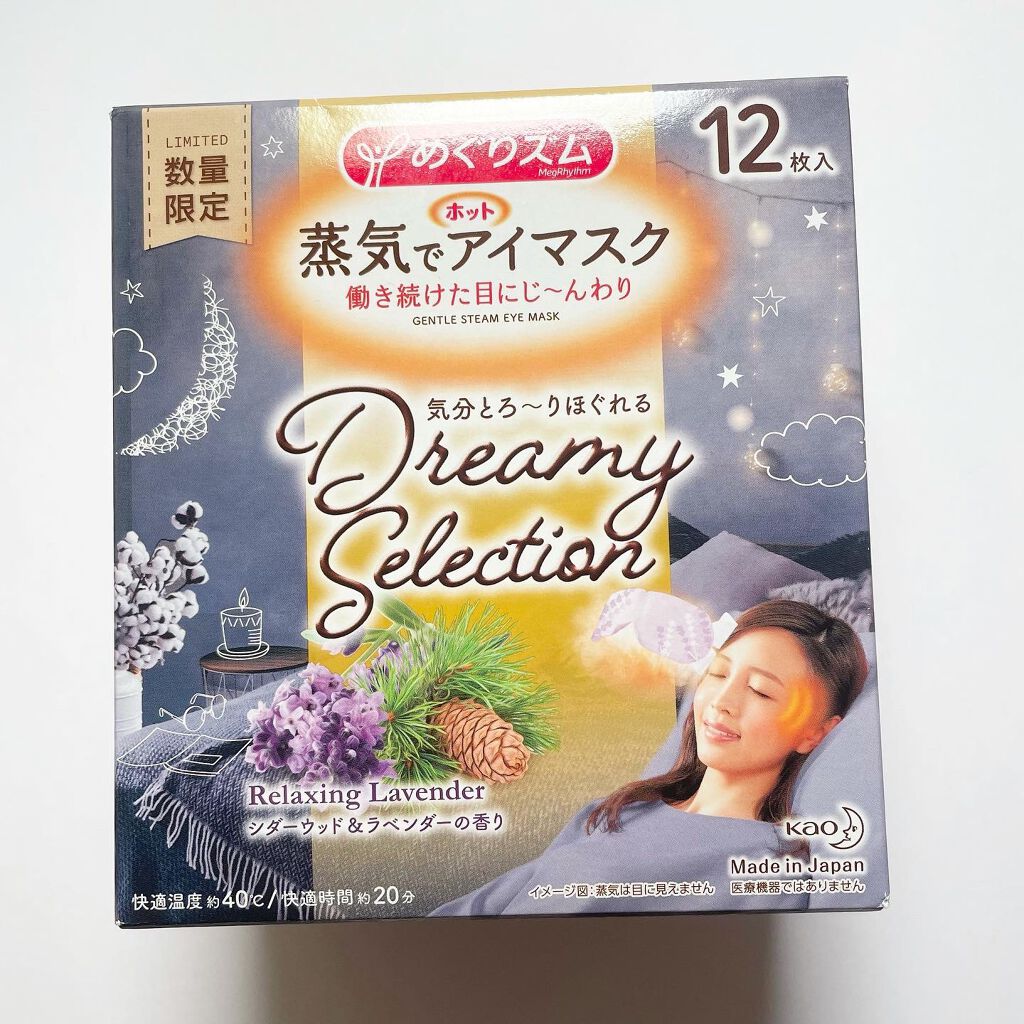 LIMITED
数量
限定
めぐりズム
MegRhythm
12枚入
ホット
蒸気でアイマスク
働き続けた目にじ〜んわり
GENTLE STEAM EYE MASK
気分とろ〜りほぐれる
Dreamy
Selection
Relaxing Lavender
シダーウッド&ラベンダーの香り
快適温度 約40℃/快適時間 約20分
Kao
Made in Japan
イメージ図:蒸気は目に見えません 医療機器ではありません